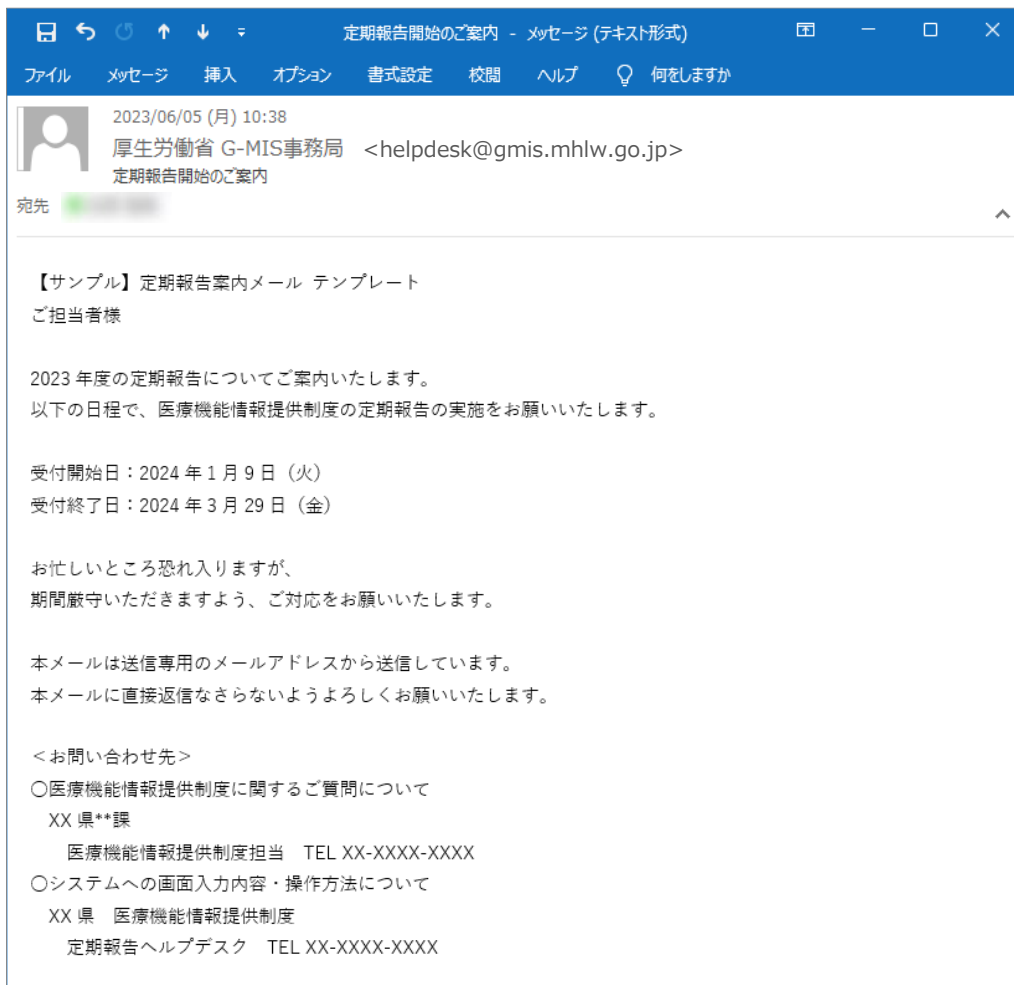 定期報告開始のご案内 - メッセージ (テキスト形式)
ファイル メッセージ 挿入 オプション 書式設定 校閲 ヘルプ 何をしますか
2023/06/05 (月) 10:38
厚生労働省 G-MIS事務局 <helpdesk@gmis.mhlw.go.jp>
定期報告開始のご案内
宛先
【サンプル】定期報告案内メール テンプレート
ご担当者様
2023 年度の定期報告についてご案内いたします。
以下の日程で、医療機能情報提供制度の定期報告の実施をお願いいたします。
受付開始日：2024 年 1 月 9 日（火）
受付終了日：2024 年 3 月 29 日（金）
お忙しいところ恐れ入りますが、
期間厳守いただきますよう、ご対応をお願いいたします。
本メールは送信専用のメールアドレスから送信しています。
本メールに直接返信なさらないようよろしくお願いいたします。
＜お問い合わせ先＞
〇医療機能情報提供制度に関するご質問について
XX 県**課
医療機能情報提供制度担当 TEL XX-XXXX-XXXX
〇システムへの画面入力内容・操作方法について
XX 県 医療機能情報提供制度
定期報告ヘルプデスク TEL XX-XXXX-XXXX